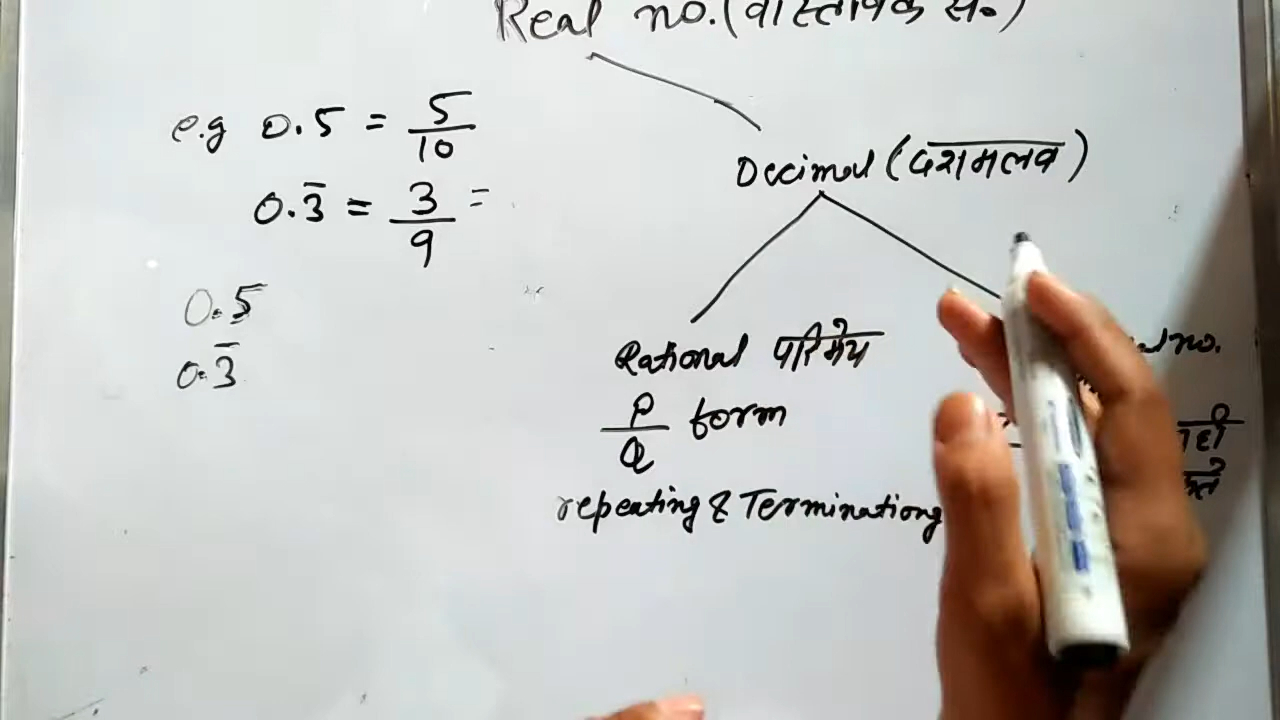 Real no. (वास्तविक सं०)
e.g 0.5 = 5/10
0.3̅ = 3/9 =
0.5
0.3̅
Decimal (दशमलव)
Rational परिमेय
no.
P/Q form
repeating & Terminationg